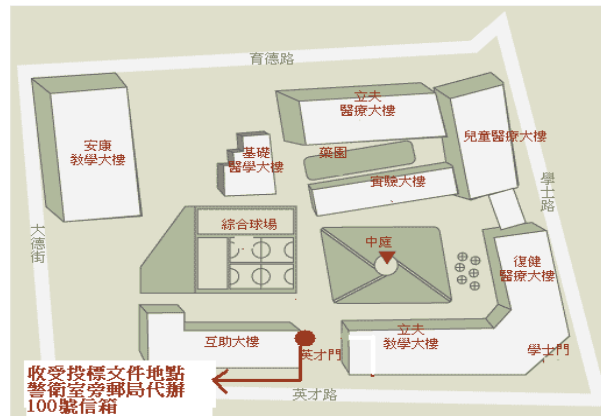 育德路
立夫
醫療大樓
兒童醫療大樓
安康
教學大樓
基礎
醫學大樓
藥園
實驗大樓
學士路
綜合球場
中庭
大德街
復健
醫療大樓
互助大樓
英才門
立夫
教學大樓
學士門
收受投標文件地點
警衛室旁郵局代辦
100號信箱
英才路